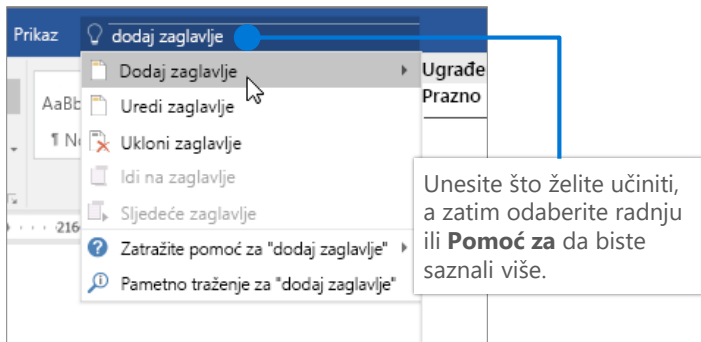 Prikaz dodaj zaglavlje
Dodaj zaglavlje
Ugrađe
Uredi zaglavlje
Prazno
AaBb
Ukloni zaglavlje
¶ No
Idi na zaglavlje
Sljedeće zaglavlje
216
Zatražite pomoć za "dodaj zaglavlje"
Pametno traženje za "dodaj zaglavlje"
Unesite što želite učiniti,
a zatim odaberite radnju
ili Pomoć za da biste
saznali više.